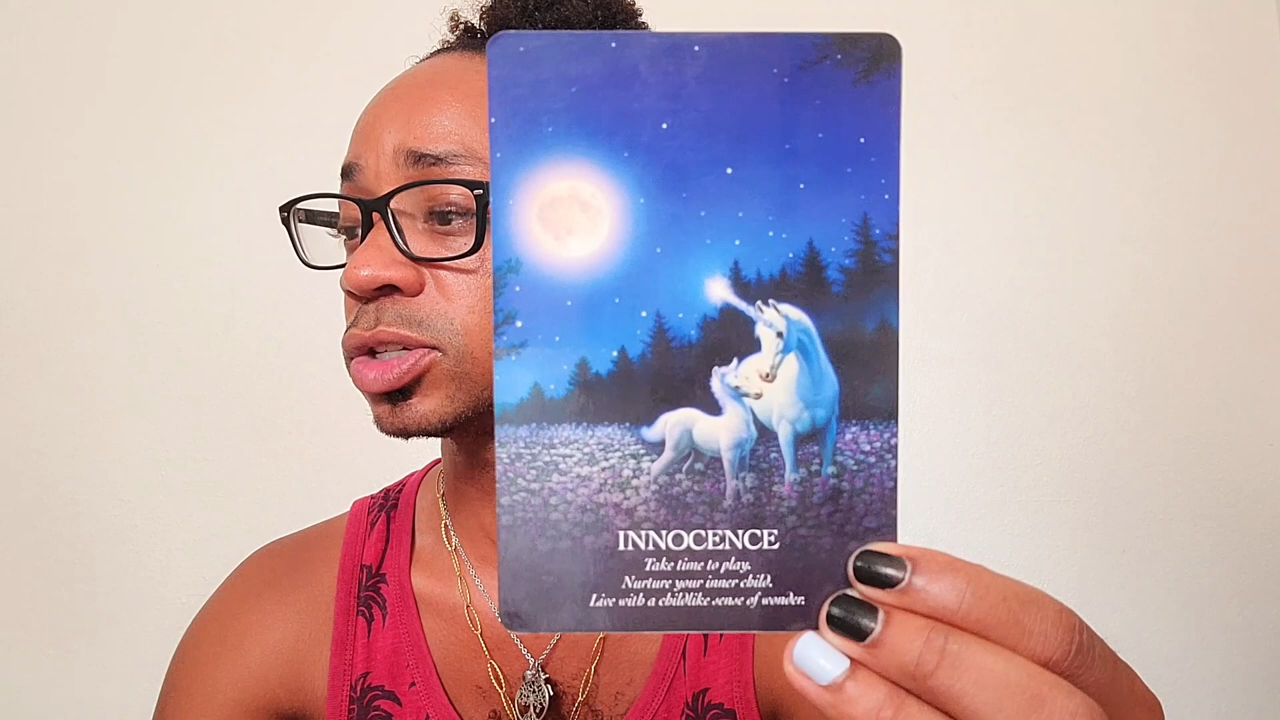 INNOCENCE
Take time to play.
Nurture your inner child.
Live with a childlike sense of wonder.